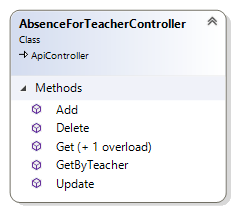 AbsenceForTeacherController
Class
ApiController
Methods
Add
Delete
Get (+ 1 overload)
GetByTeacher
Update